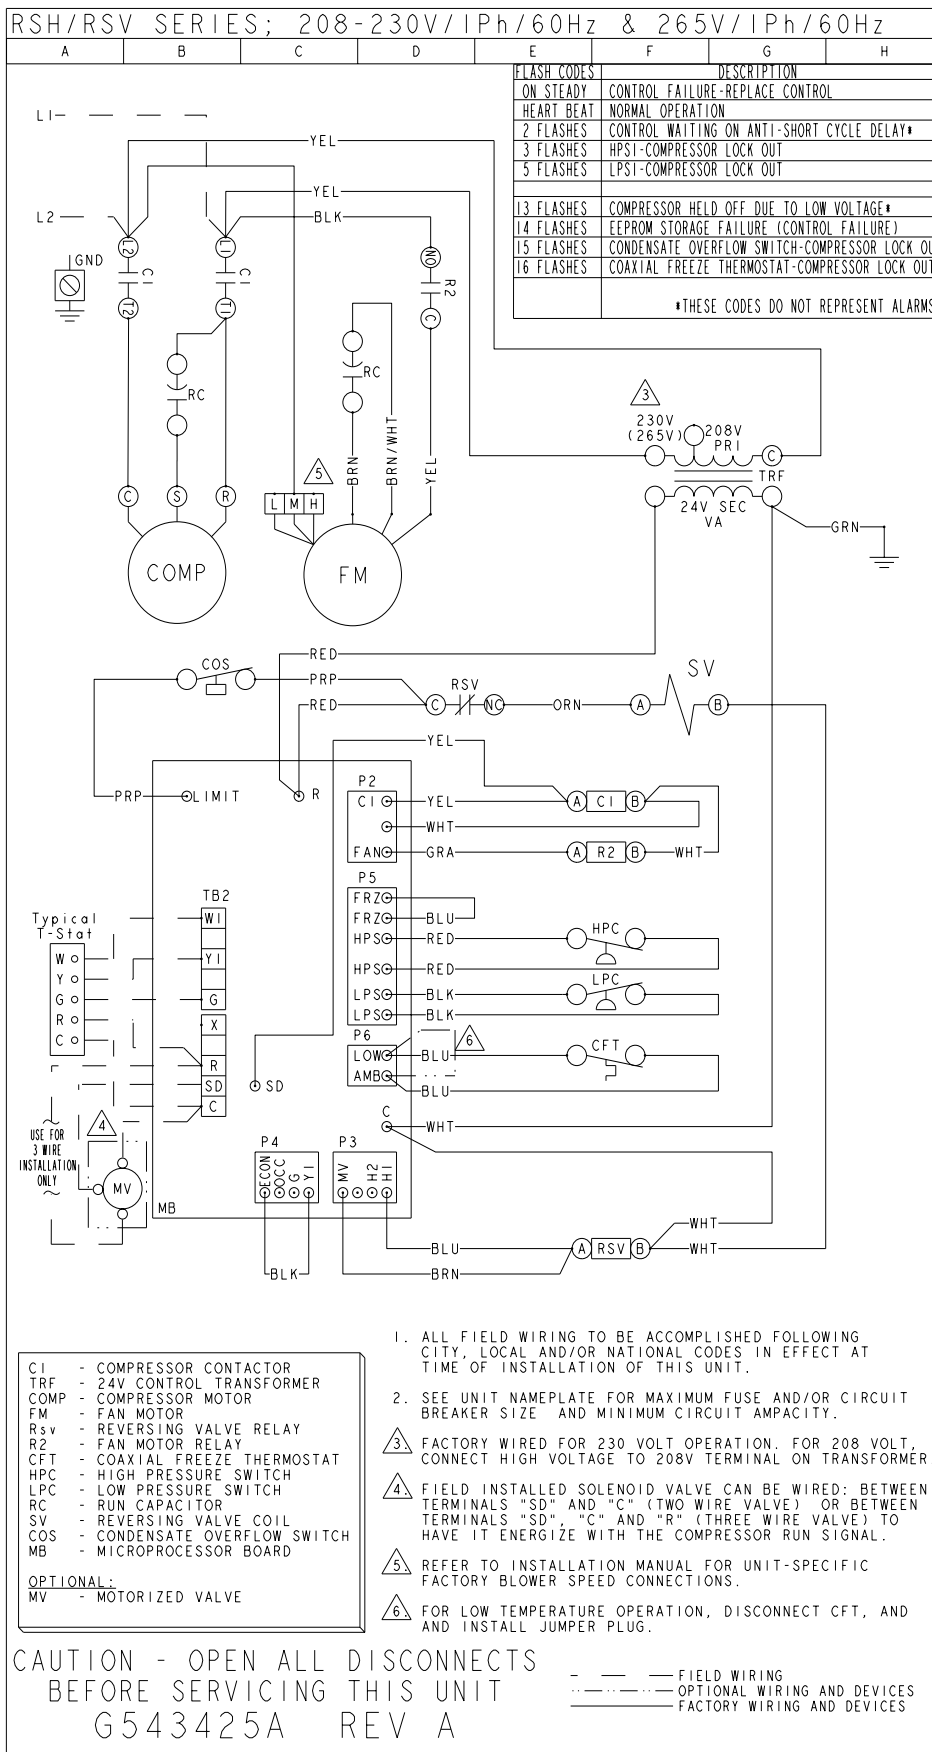 RSH/RSV SERIES; 208-230V/1Ph/60Hz & 265V/1Ph/60Hz
A B C D E F G H
FLASH CODES DESCRIPTION
ON STEADY CONTROL FAILURE-REPLACE CONTROL
HEART BEAT NORMAL OPERATION
2 FLASHES CONTROL WAITING ON ANTI-SHORT CYCLE DELAY*
3 FLASHES HPS1-COMPRESSOR LOCK OUT
5 FLASHES LPS1-COMPRESSOR LOCK OUT
13 FLASHES COMPRESSOR HELD OFF DUE TO LOW VOLTAGE*
14 FLASHES EEPROM STORAGE FAILURE (CONTROL FAILURE)
15 FLASHES CONDENSATE OVERFLOW SWITCH-COMPRESSOR LOCK OU
16 FLASHES COAXIAL FREEZE THERMOSTAT-COMPRESSOR LOCK OUT
*THESE CODES DO NOT REPRESENT ALARMS
L1
YEL
YEL
L2
BLK
L2 L1 NO
GND
C1 C1 R2
T2 T1 C
RC RC
3
230V
(265V)
208V
PRI
C
TRF
24V SEC
VA
GRN
BRN BRN/WHT YEL
5
C S R
L M H
COMP
FM
RED
COS
PRP
RED
RSV
C NC
ORN
SV
A B
YEL
PRP
LIMIT
R
P2
C1 YEL A C1 B
WHT
FAN GRA A R2 B WHT
P5
FRZ
FRZ BLU
HPS RED HPC
HPS RED
LPS BLK LPC
LPS BLK
P6
6
LOW BLU CFT
AMB
BLU
C
WHT
TB2
W1
Y1
G
X
R
SD
C
SD
Typical
T-Stat
W
Y
G
R
C
USE FOR
3 WIRE
INSTALLATION
ONLY
4
MV
MB
P4
ECON OCC G Y1
P3
MV H2 H1
WHT
BLU A RSV B WHT
BLK
BRN
C1 - COMPRESSOR CONTACTOR
TRF - 24V CONTROL TRANSFORMER
COMP - COMPRESSOR MOTOR
FM - FAN MOTOR
Rsv - REVERSING VALVE RELAY
R2 - FAN MOTOR RELAY
CFT - COAXIAL FREEZE THERMOSTAT
HPC - HIGH PRESSURE SWITCH
LPC - LOW PRESSURE SWITCH
RC - RUN CAPACITOR
SV - REVERSING VALVE COIL
COS - CONDENSATE OVERFLOW SWITCH
MB - MICROPROCESSOR BOARD
OPTIONAL:
MV - MOTORIZED VALVE
1. ALL FIELD WIRING TO BE ACCOMPLISHED FOLLOWING
CITY, LOCAL AND/OR NATIONAL CODES IN EFFECT AT
TIME OF INSTALLATION OF THIS UNIT.
2. SEE UNIT NAMEPLATE FOR MAXIMUM FUSE AND/OR CIRCUIT
BREAKER SIZE AND MINIMUM CIRCUIT AMPACITY.
3. FACTORY WIRED FOR 230 VOLT OPERATION. FOR 208 VOLT,
CONNECT HIGH VOLTAGE TO 208V TERMINAL ON TRANSFORMER
4. FIELD INSTALLED SOLENOID VALVE CAN BE WIRED: BETWEEN
TERMINALS "SD" AND "C" (TWO WIRE VALVE) OR BETWEEN
TERMINALS "SD", "C" AND "R" (THREE WIRE VALVE) TO
HAVE IT ENERGIZE WITH THE COMPRESSOR RUN SIGNAL.
5. REFER TO INSTALLATION MANUAL FOR UNIT-SPECIFIC
FACTORY BLOWER SPEED CONNECTIONS.
6. FOR LOW TEMPERATURE OPERATION, DISCONNECT CFT, AND
AND INSTALL JUMPER PLUG.
CAUTION - OPEN ALL DISCONNECTS
BEFORE SERVICING THIS UNIT
G543425A REV A
FIELD WIRING
OPTIONAL WIRING AND DEVICES
FACTORY WIRING AND DEVICES